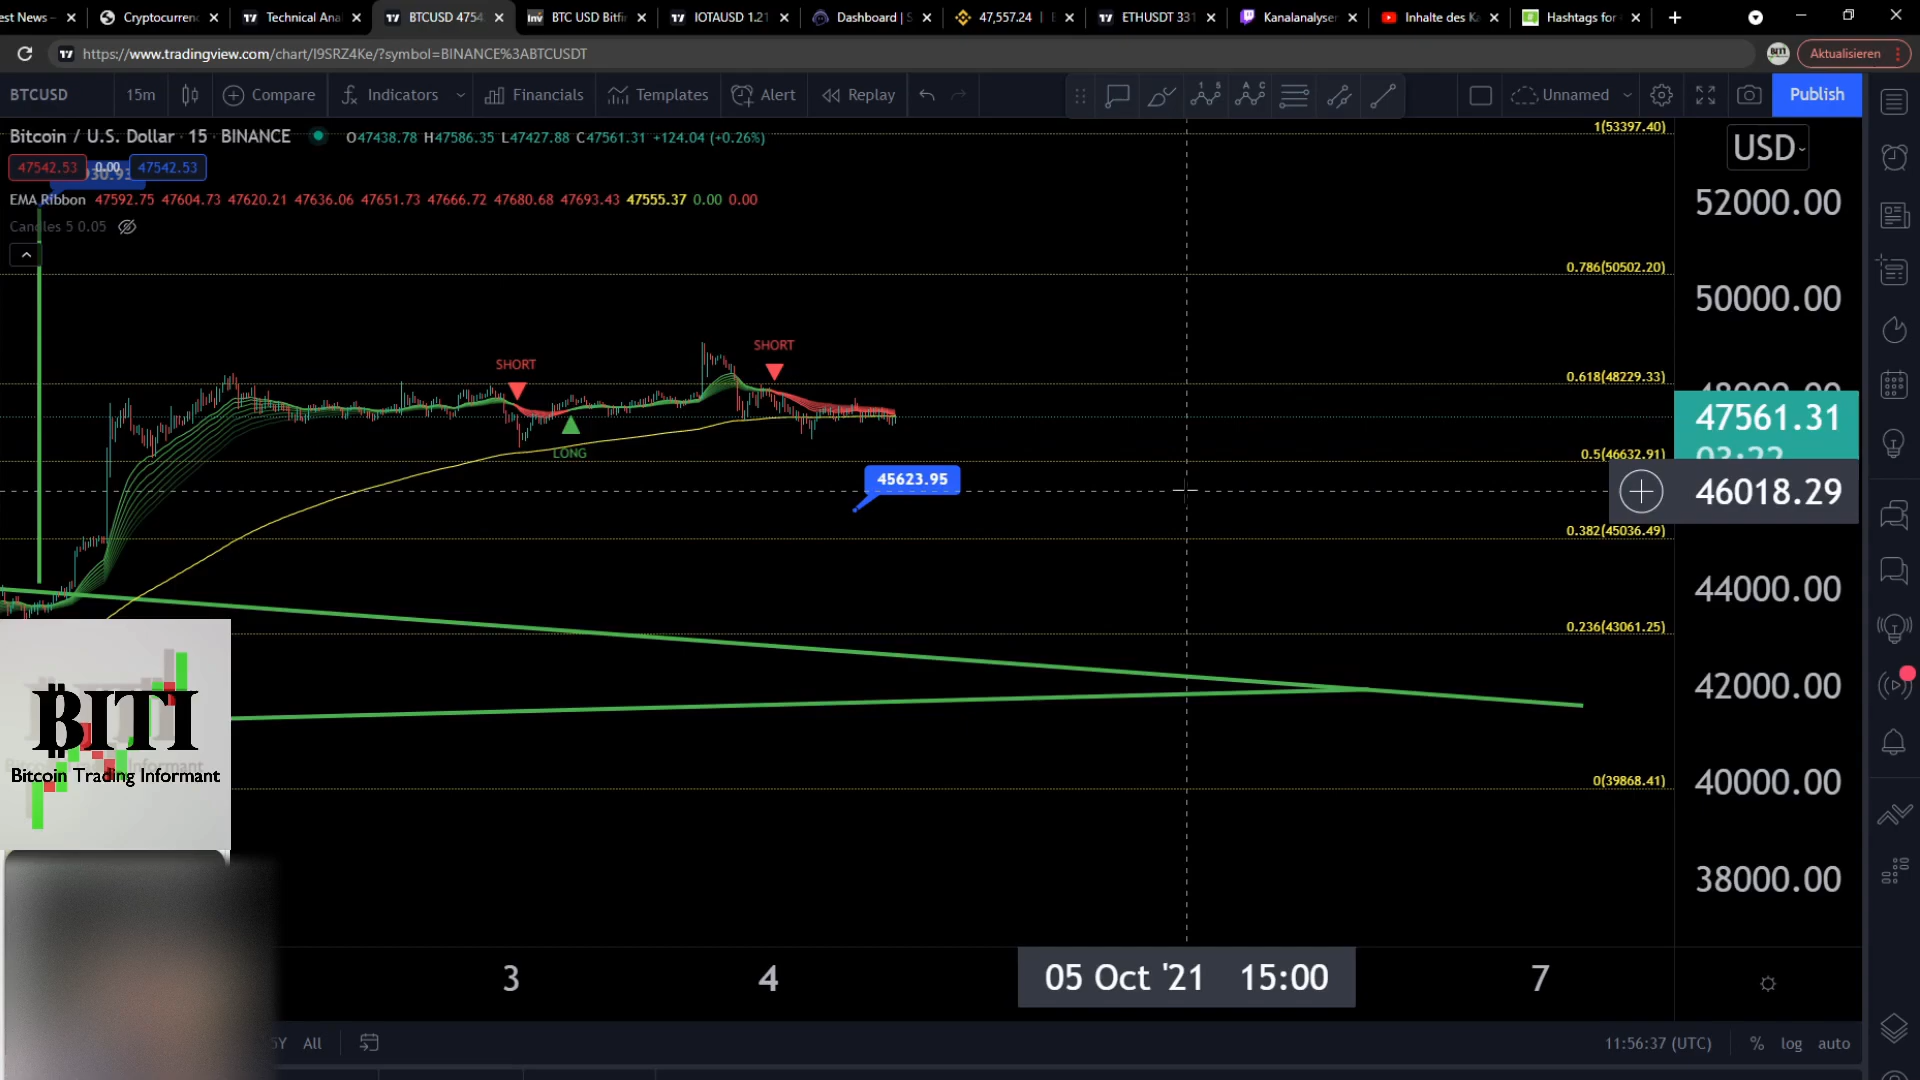 est News -
Cryptocurrenc
Technical Anal
BTCUSD 4754
BTC USD Bitfi
IOTAUSD 1.21
Dashboard | S
47,557.24
ETHUSDT 331
Kanalanalyse
Inhalte des Ka
Hashtags for
https://www.tradingview.com/chart/I9SRZ4Ke/?symbol=BINANCE%3ABTCUSDT
Aktualisieren
BTCUSD
15m
Compare
Indicators
Financials
Templates
Alert
Replay
Unnamed
Publish
Bitcoin / U.S. Dollar · 15 · BINANCE
O47438.78 H47586.35 L47427.88 C47561.31 +124.04 (+0.26%)
47542.53
0.00
47542.53
EMA Ribbon 47592.75 47604.73 47620.21 47636.06 47651.73 47666.72 47680.68 47693.43 47555.37 0.00 0.00
Candles 5 0.05
1(53397.40)
USD
52000.00
0.786(50502.20)
50000.00
SHORT
SHORT
0.618(48229.33)
48000.00
47561.31
03:22
LONG
0.5(46632.91)
45623.95
46018.29
0.382(45036.49)
44000.00
0.236(43061.25)
42000.00
BITI
Bitcoin Trading Informant
0(39868.41)
40000.00
38000.00
3
4
05 Oct '21 15:00
7
5Y
All
11:56:37 (UTC)
%
log
auto